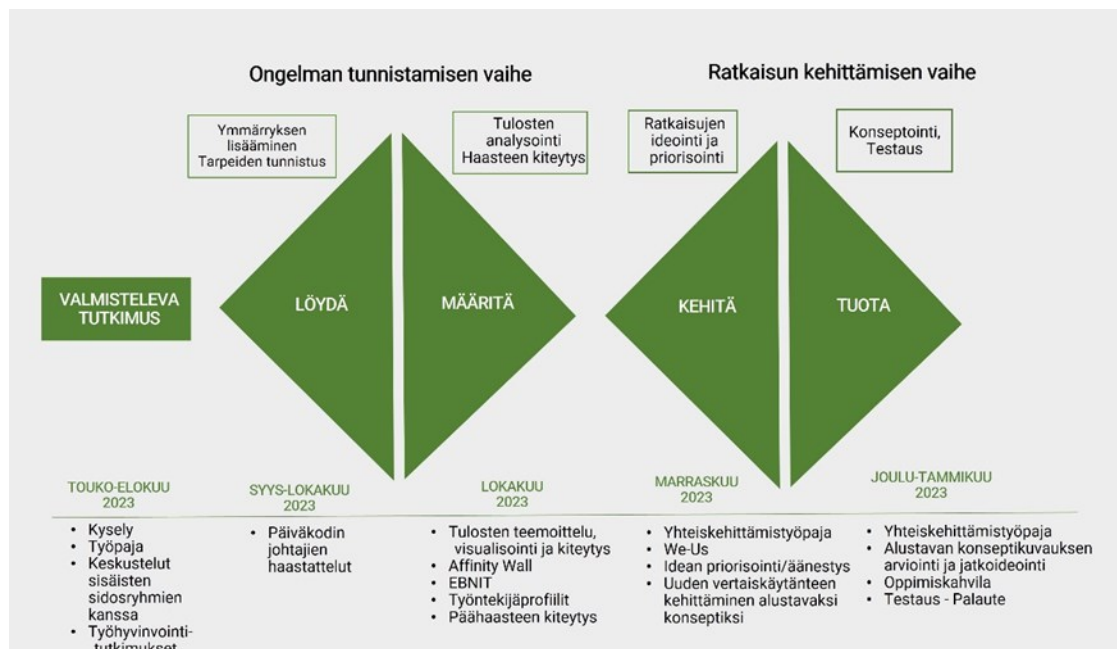 Ongelman tunnistamisen vaihe
Ratkaisun kehittämisen vaihe
Ymmärryksen
lisääminen
Tarpeiden tunnistus
Tulosten
analysointi
Haasteen kiteytys
Ratkaisujen
ideointi ja
priorisointi
Konseptointi,
Testaus
VALMISTELEVA
TUTKIMUS
LÖYDÄ
MÄÄRITÄ
KEHITÄ
TUOTA
TOUKO-ELOKUU
2023
• Kysely
• Työpaja
• Keskustelut
sisäisten
sidosryhmien
kanssa
• Työhyvinvointi-
tutkimukset
SYYS-LOKAKUU
2023
• Päiväkodin
johtajien
haastattelut
LOKAKUU
2023
• Tulosten teemoittelu,
visualisointi ja kiteytys
• Affinity Wall
• EBNIT
• Työntekijäprofiilit
• Päähaasteen kiteytys
MARRASKUU
2023
• Yhteiskehittämistyöpaja
• We-Us
• Idean priorisointi/äänestys
• Uuden vertaiskäytänteen
kehittäminen alustavaksi
konseptiksi
JOULU-TAMMIKUU
2023
• Yhteiskehittämistyöpaja
• Alustavan konseptikuvauksen
arviointi ja jatkoideointi
• Oppimiskahvila
• Testaus - Palaute